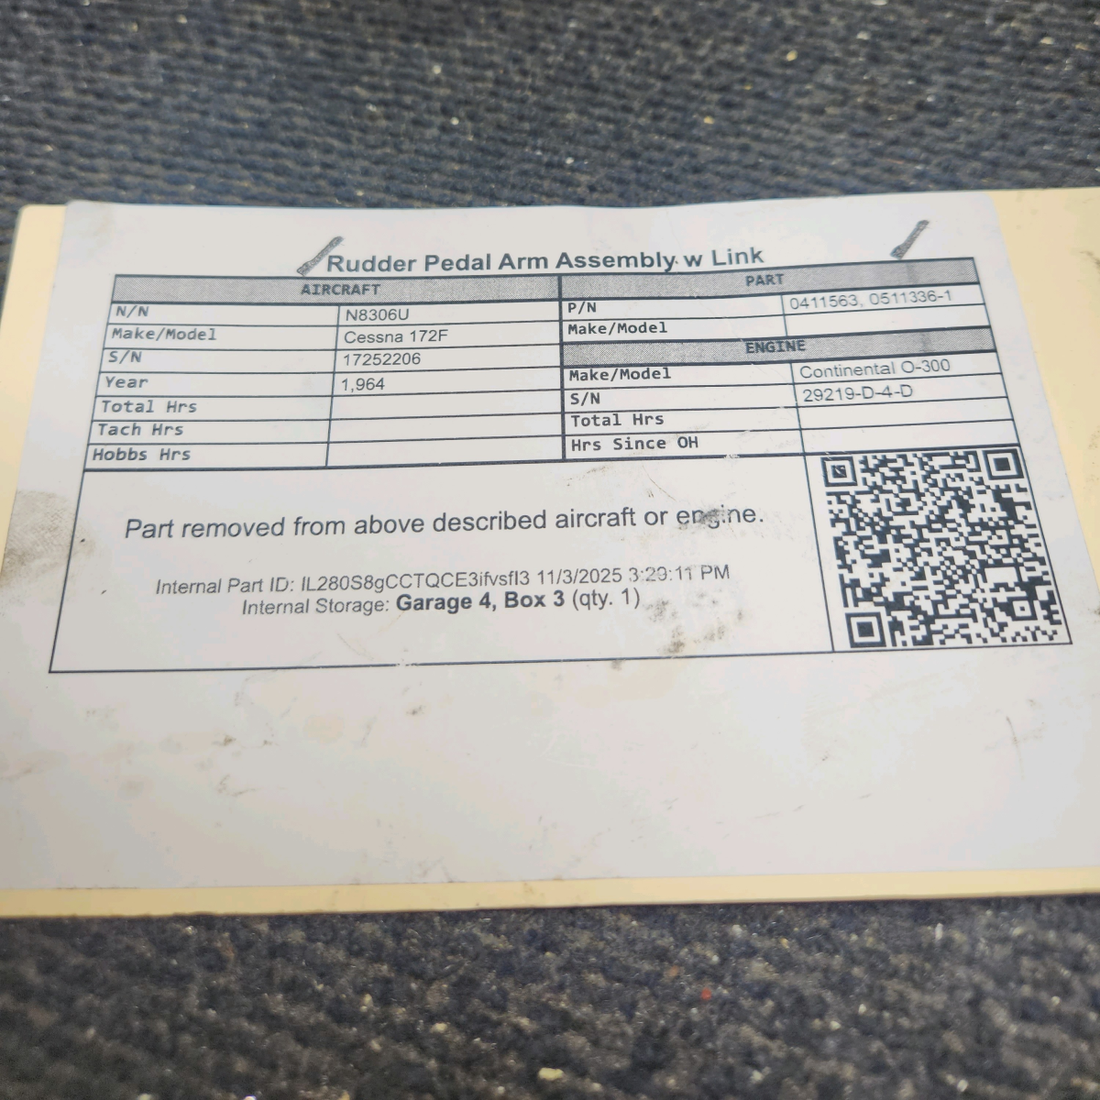 Rudder Pedal Arm Assembly w Link
AIRCRAFT
N/N N8306U
Make/Model Cessna 172F
S/N 17252206
Year 1,964
Total Hrs
Tach Hrs
Hobbs Hrs
PART
P/N 0411563, 0511336-1
Make/Model
ENGINE
Make/Model Continental O-300
S/N 29219-D-4-D
Total Hrs
Hrs Since OH
Part removed from above described aircraft or engine.
Internal Part ID: IL280S8gCCTQCE3ifvsfI3 11/3/2025 3:29:11 PM
Internal Storage: Garage 4, Box 3 (qty. 1)